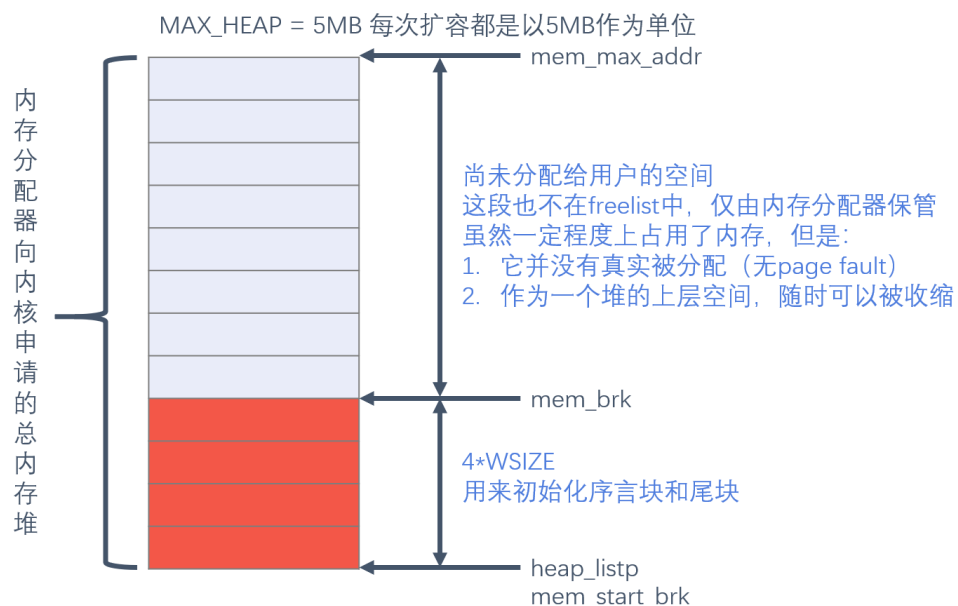 MAX_HEAP = 5MB 每次扩容都是以5MB作为单位
mem_max_addr
内存分配器向内核申请的总内存堆
尚未分配给用户的空间
这段也不在freelist中，仅由内存分配器保管
虽然一定程度上占用了内存，但是：
1. 它并没有真实被分配（无page fault）
2. 作为一个堆的上层空间，随时可以被收缩
mem_brk
4*WSIZE
用来初始化序言块和尾块
heap_listp
mem_start_brk